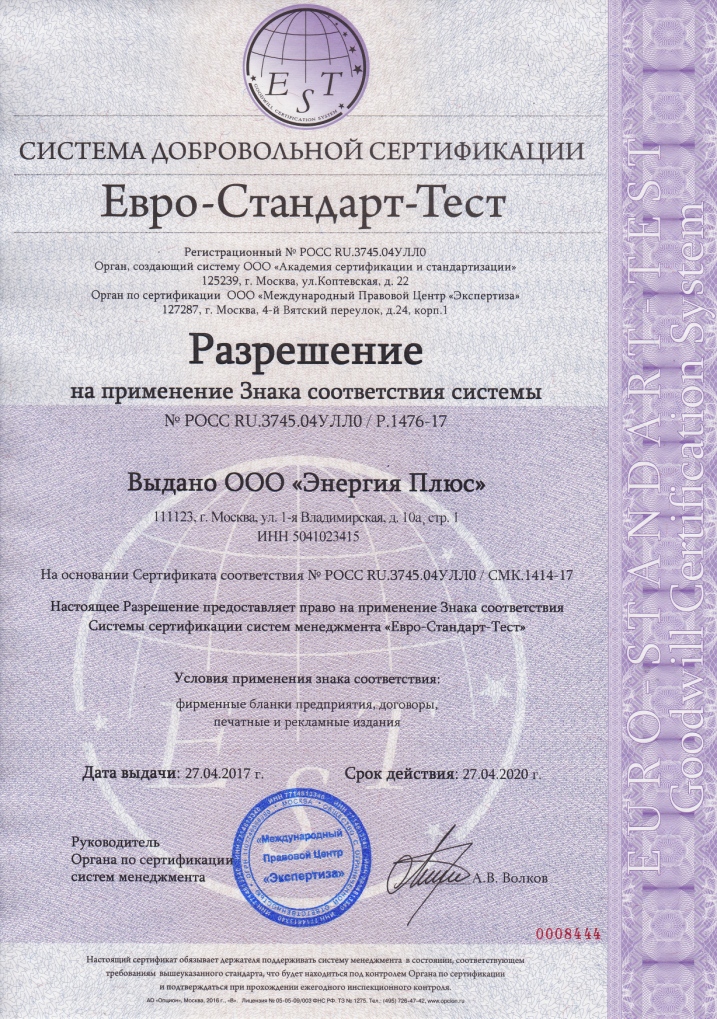 E S T
GOODWILL CERTIFICATION SYSTEM
СИСТЕМА ДОБРОВОЛЬНОЙ СЕРТИФИКАЦИИ
Евро-Стандарт-Тест
Регистрационный № РОСС RU.3745.04УЛЛ0
Орган, создающий систему ООО «Академия сертификации и стандартизации»
125239, г. Москва, ул.Коптевская, д. 22
Орган по сертификации ООО «Международный Правовой Центр «Экспертиза»
127287, г. Москва, 4-й Вятский переулок, д.24, корп.1
Разрешение
на применение Знака соответствия системы
№ РОСС RU.3745.04УЛЛ0 / Р.1476-17
Выдано ООО «Энергия Плюс»
111123, г. Москва, ул. 1-я Владимирская, д. 10а, стр. 1
ИНН 5041023415
На основании Сертификата соответствия № РОСС RU.3745.04УЛЛ0 / СМК.1414-17
Настоящее Разрешение предоставляет право на применение Знака соответствия
Системы сертификации систем менеджмента «Евро-Стандарт-Тест»
Условия применения знака соответствия:
фирменные бланки предприятия, договоры,
печатные и рекламные издания
E S T
Дата выдачи: 27.04.2017 г. Срок действия: 27.04.2020 г.
Руководитель
Органа по сертификации
систем менеджмента
«Международный
Правовой Центр
«Экспертиза»
МОСКВА
ИНН 7714613340
А.В. Волков
0008444
Настоящий сертификат обязывает держателя поддерживать систему менеджмента в состоянии, соответствующем
требованиям вышеуказанного стандарта, что будет находиться под контролем Органа по сертификации
и подтверждаться при прохождении ежегодного инспекционного контроля.
АО «Опцион», Москва, 2016 г., «В». Лицензия № 05-05-09/003 ФНС РФ. ТЗ № 1275. Тел.: (495) 726-47-42, www.opcion.ru
EURO-STANDART-TEST
Goodwill Certification System